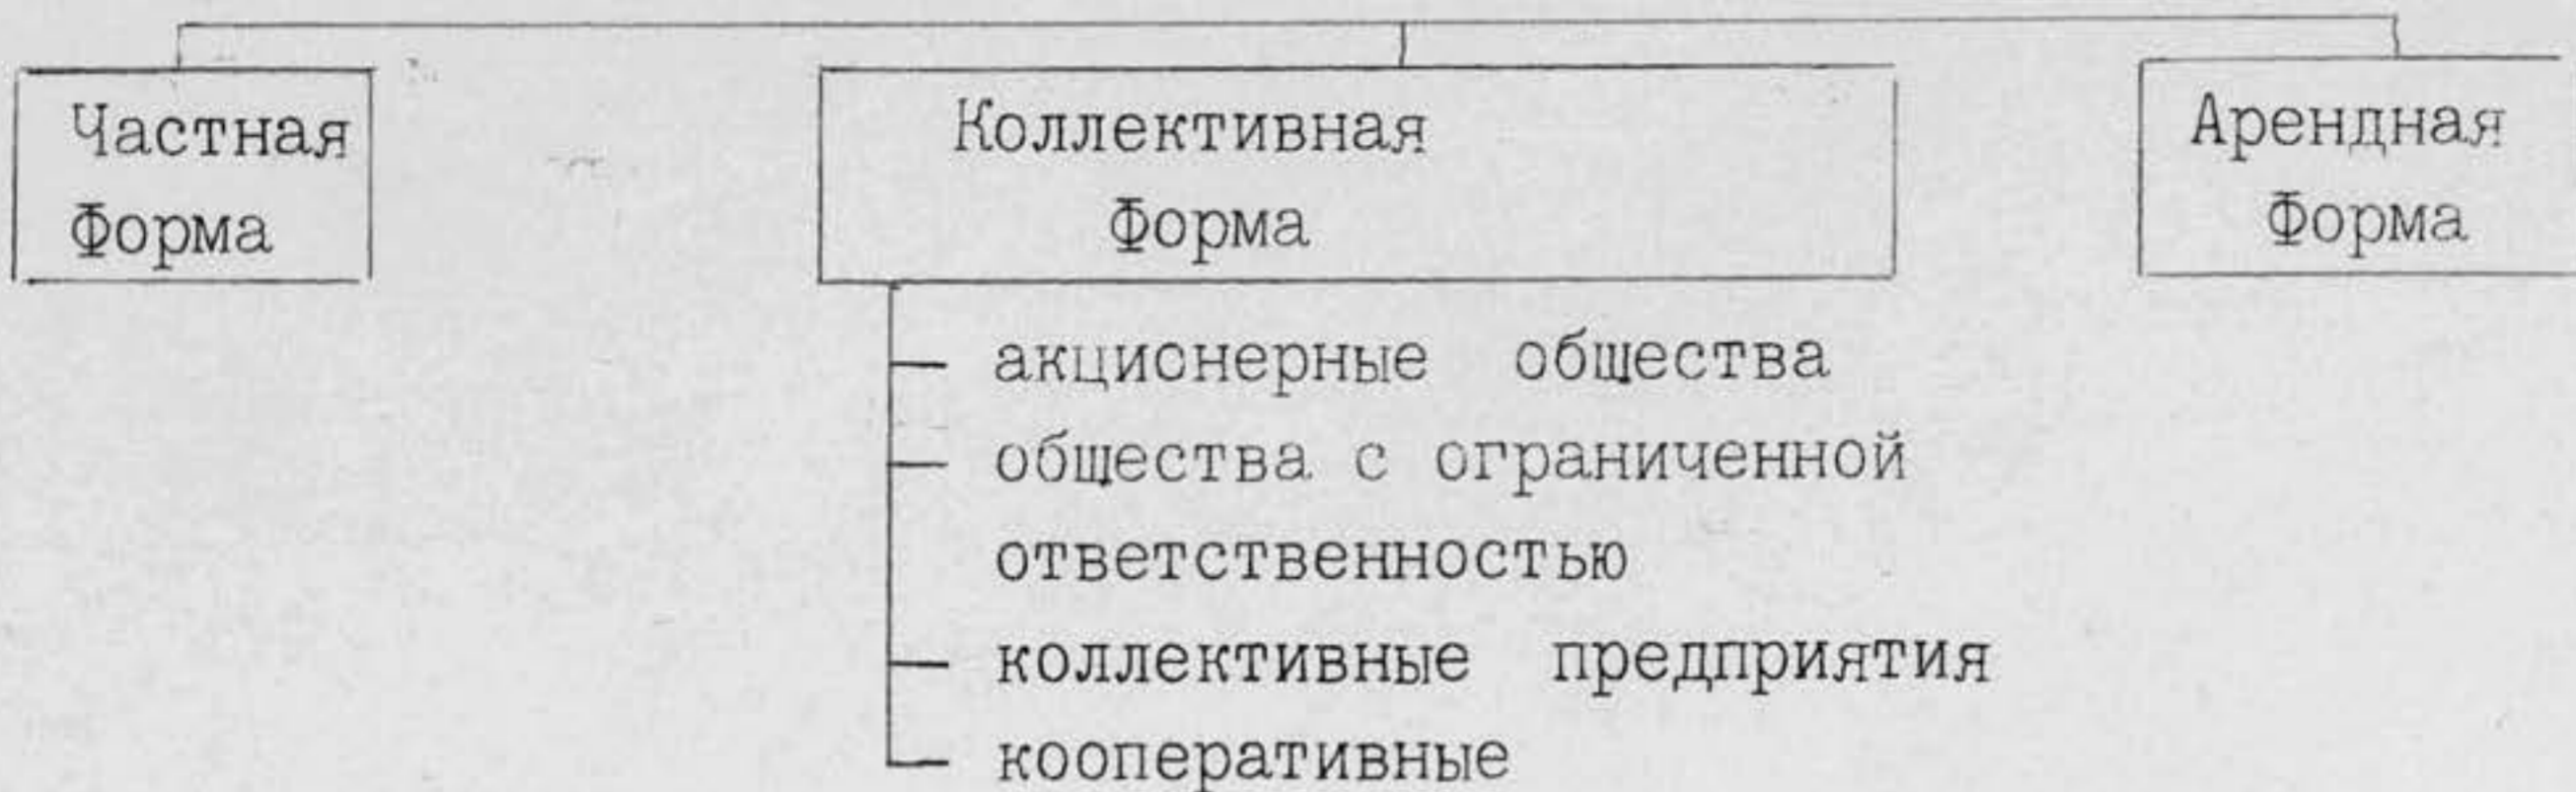 Частная
Форма
Коллективная
Форма
Арендная
Форма
— акционерные общества
— общества с ограниченной
ответственностью
— коллективные предприятия
— кооперативные